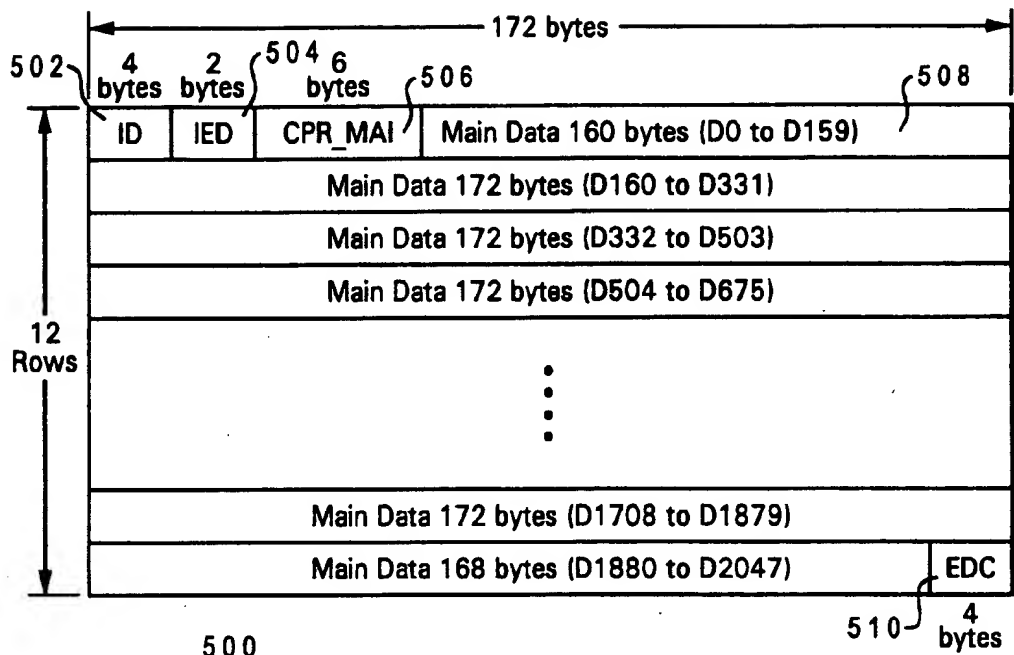 172 bytes
502
4 bytes
2 bytes
504
6 bytes
506
508
ID
IED
CPR_MAI
Main Data 160 bytes (D0 to D159)
Main Data 172 bytes (D160 to D331)
Main Data 172 bytes (D332 to D503)
Main Data 172 bytes (D504 to D675)
12
Rows
Main Data 172 bytes (D1708 to D1879)
Main Data 168 bytes (D1880 to D2047)
EDC
510
4
bytes
500